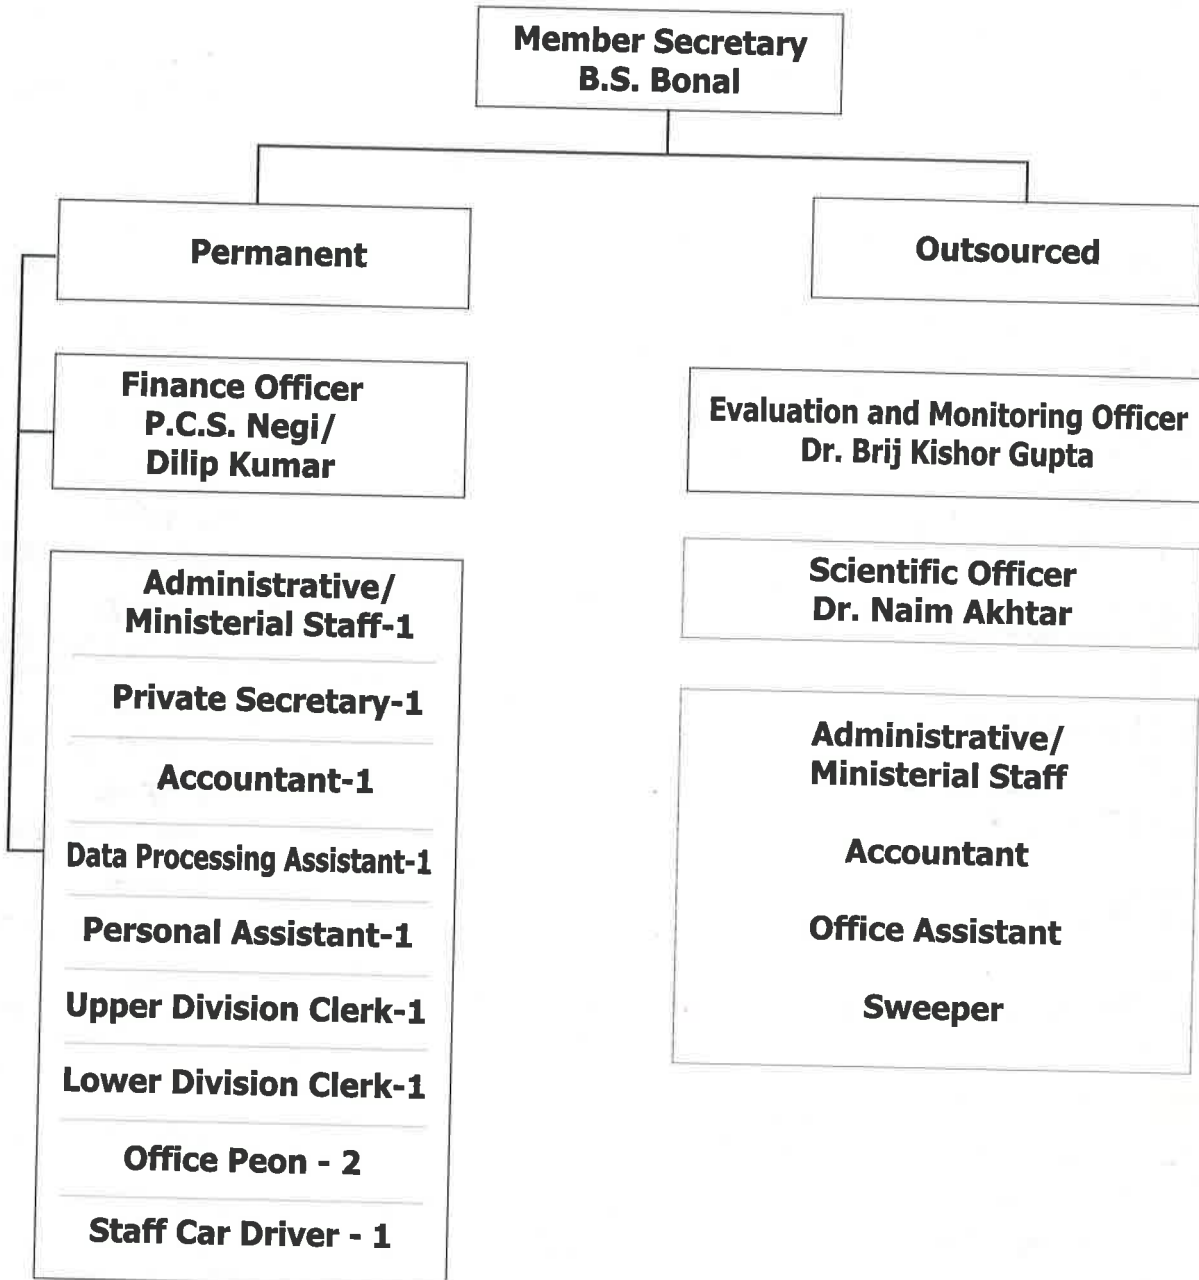 Member Secretary
B.S. Bonal
Permanent
Outsourced
Finance Officer
P.C.S. Negi/
Dilip Kumar
Administrative/
Ministerial Staff-1
Private Secretary-1
Accountant-1
Data Processing Assistant-1
Personal Assistant-1
Upper Division Clerk-1
Lower Division Clerk-1
Office Peon - 2
Staff Car Driver - 1
Evaluation and Monitoring Officer
Dr. Brij Kishor Gupta
Scientific Officer
Dr. Naim Akhtar
Administrative/
Ministerial Staff
Accountant
Office Assistant
Sweeper